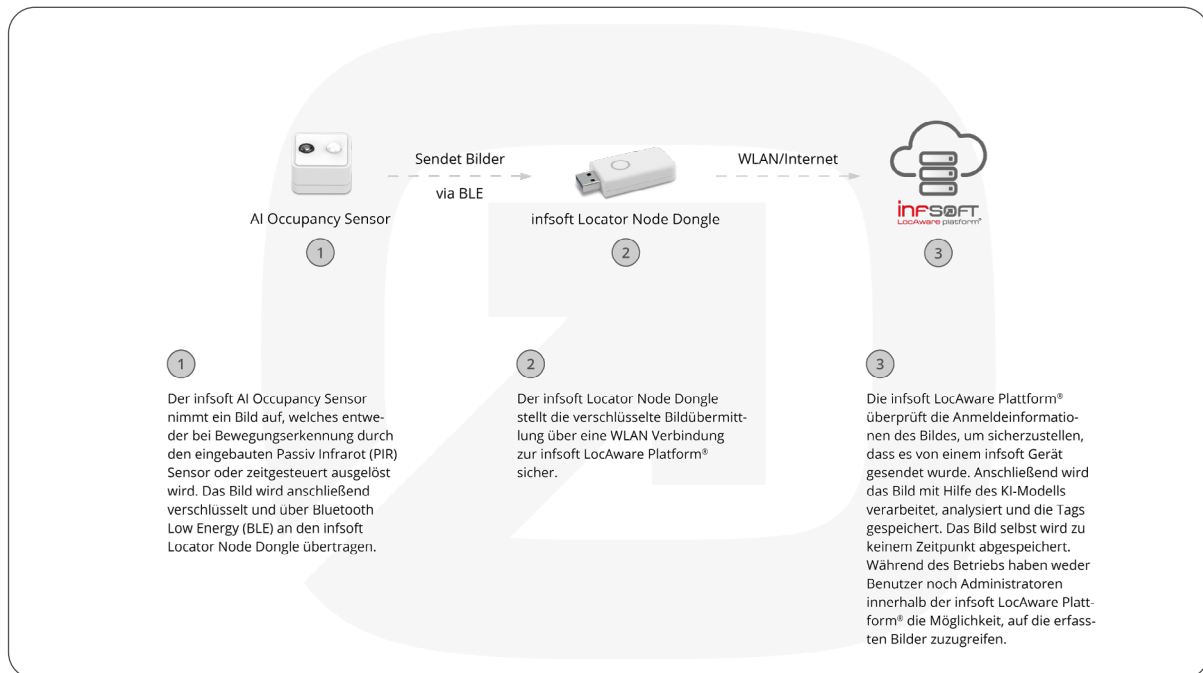 Sendet Bilder
via BLE
WLAN/Internet
infsoft
LocAware platform®
AI Occupancy Sensor
infsoft Locator Node Dongle
1
2
3
1
Der infsoft AI Occupancy Sensor
nimmt ein Bild auf, welches entwe-
der bei Bewegungserkennung durch
den eingebauten Passiv Infrarot (PIR)
Sensor oder zeitgesteuert ausgelöst
wird. Das Bild wird anschließend
verschlüsselt und über Bluetooth
Low Energy (BLE) an den infsoft
Locator Node Dongle übertragen.
2
Der infsoft Locator Node Dongle
stellt die verschlüsselte Bildübermitt-
lung über eine WLAN Verbindung
zur infsoft LocAware Platform®
sicher.
3
Die infsoft LocAware Plattform®
überprüft die Anmeldeinformatio-
nen des Bildes, um sicherzustellen,
dass es von einem infsoft Gerät
gesendet wurde. Anschließend wird
das Bild mit Hilfe des KI-Modells
verarbeitet, analysiert und die Tags
gespeichert. Das Bild selbst wird zu
keinem Zeitpunkt abgespeichert.
Während des Betriebs haben weder
Benutzer noch Administratoren
innerhalb der infsoft LocAware Platt-
form® die Möglichkeit, auf die erfass-
ten Bilder zuzugreifen.